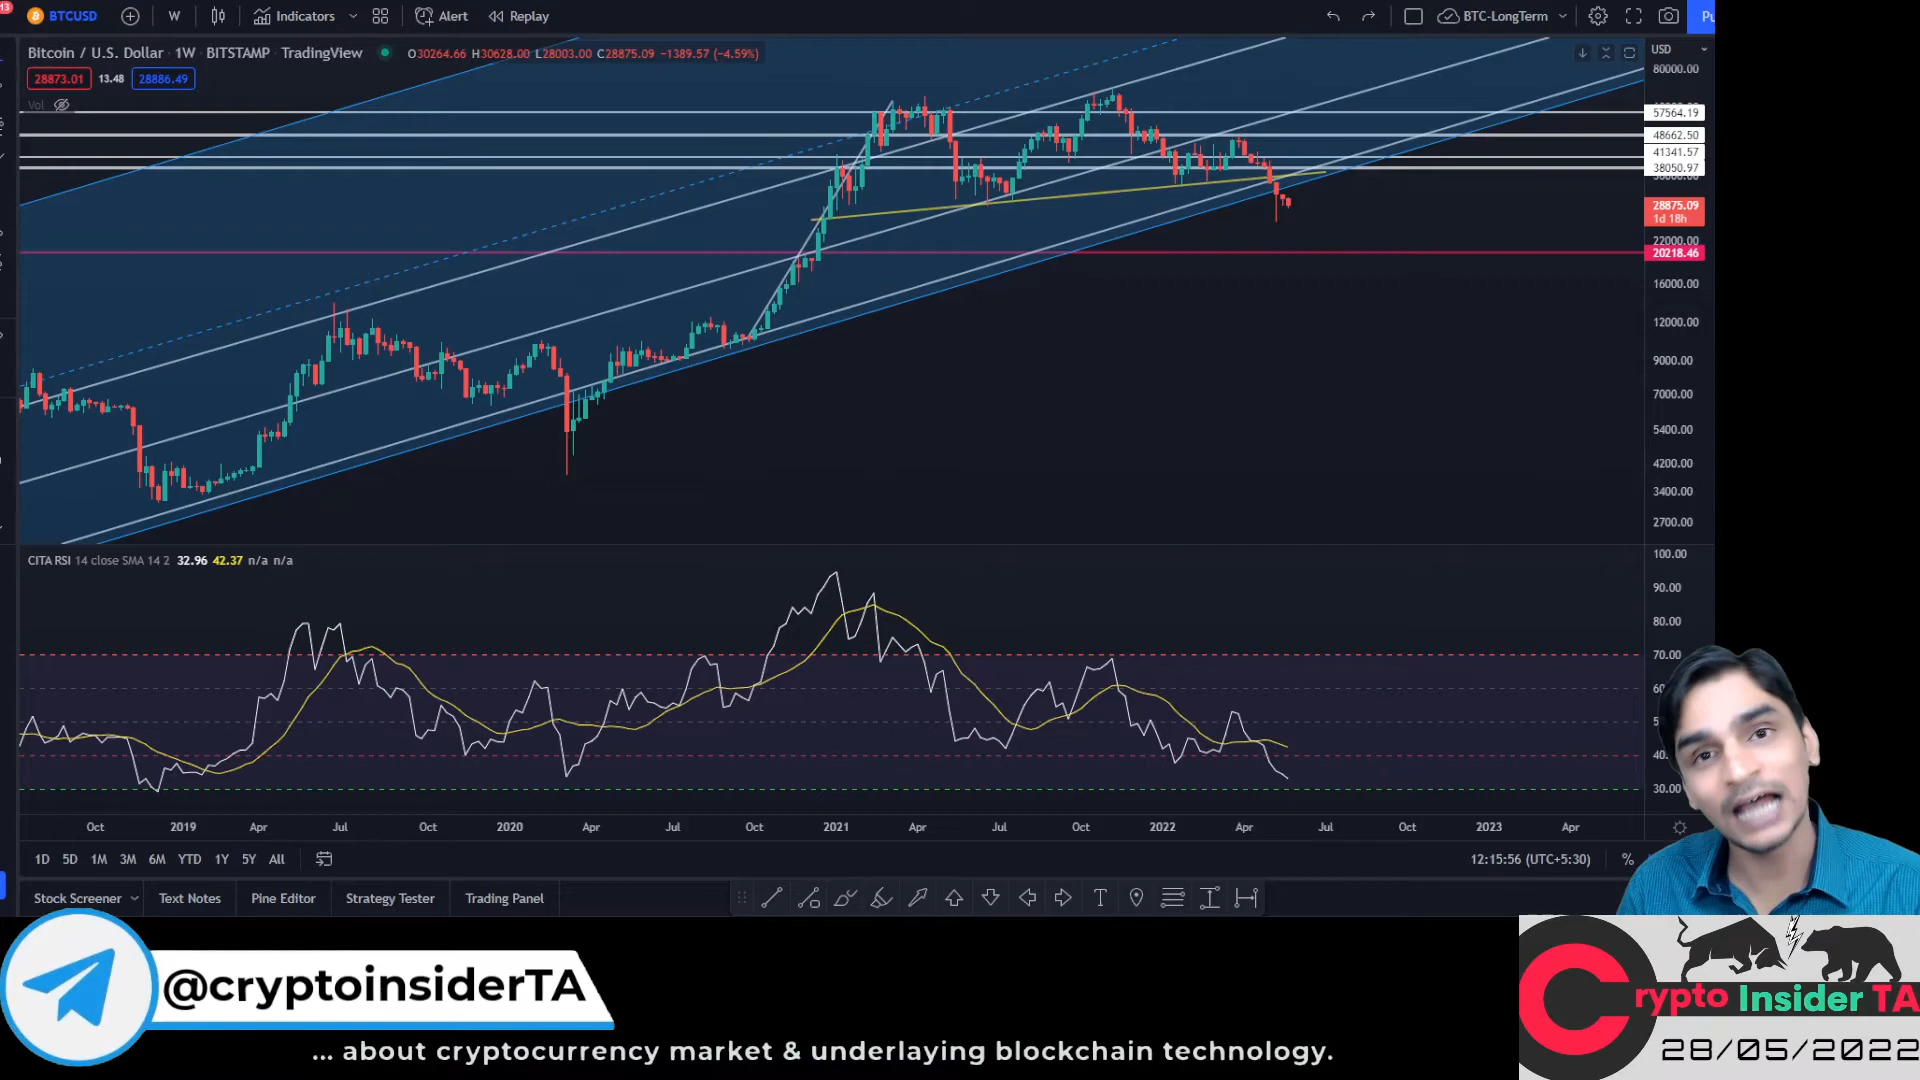 13
BTCUSD W Indicators Alert Replay BTC-LongTerm
Bitcoin / U.S. Dollar · 1W · BITSTAMP · TradingView O30264.66 H30628.00 L28003.00 C28875.09 −1389.57 (−4.59%)
28873.01 13.48 28886.49
Vol
USD
80000.00
57564.19
48662.50
41341.57
38050.97
28875.09
1d 18h
22000.00
20218.46
16000.00
12000.00
9000.00
7000.00
5400.00
4200.00
3400.00
2700.00
CITA RSI 14 close SMA 14 2 32.96 42.37 n/a n/a
100.00
90.00
80.00
70.00
30.00
Oct 2019 Apr Jul Oct 2020 Apr Jul Oct 2021 Apr Jul Oct 2022 Apr Jul Oct 2023 Apr
1D 5D 1M 3M 6M YTD 1Y 5Y All 12:15:56 (UTC+5:30) %
Stock Screener Text Notes Pine Editor Strategy Tester Trading Panel
@cryptoinsiderTA
... about cryptocurrency market & underlaying blockchain technology.
Crypto Insider TA
28/05/2022